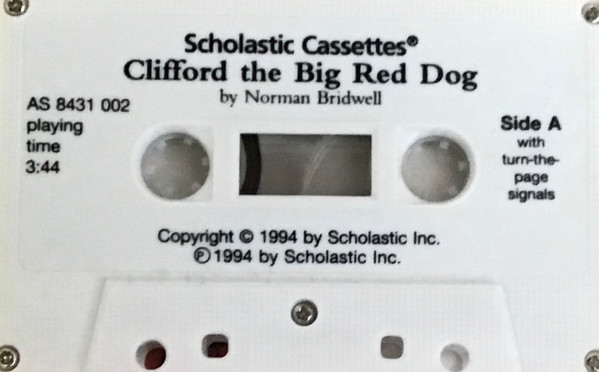 Scholastic Cassettes®
Clifford the Big Red Dog
by Norman Bridwell
AS 8431 002
playing
time
3:44
Side A
with
turn-the-
page
signals
Copyright © 1994 by Scholastic Inc.
℗1994 by Scholastic Inc.